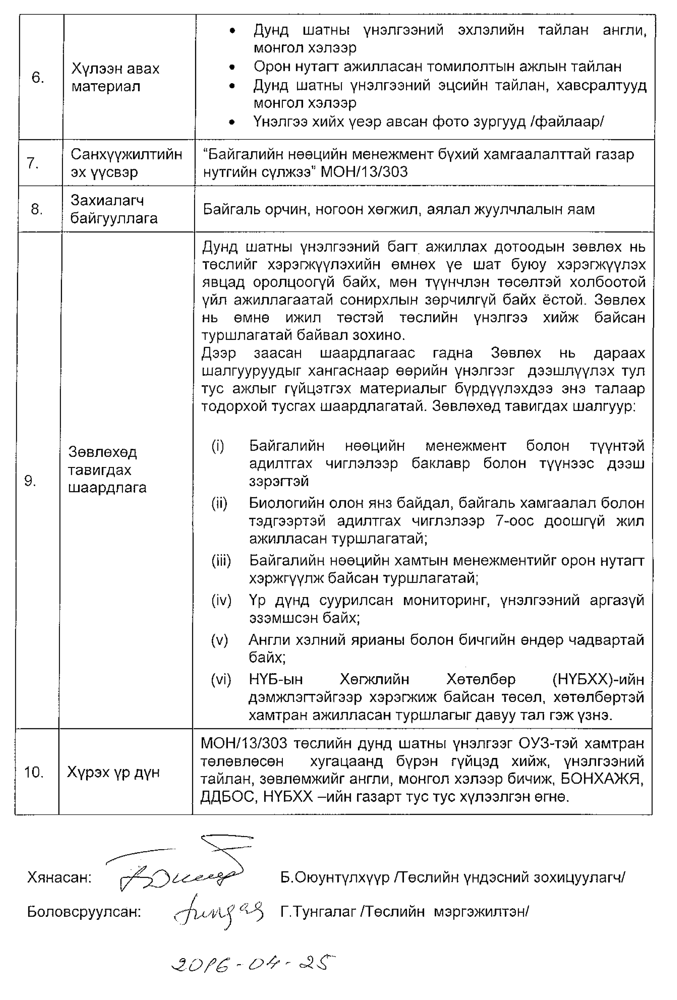 6.
Хүлээн авах
материал
• Дунд шатны үнэлгээний эхлэлийн тайлан англи,
монгол хэлээр
• Орон нутагт ажилласан томилолтын ажлын тайлан
• Дунд шатны үнэлгээний эцсийн тайлан, хавсралтууд
монгол хэлээр
• Үнэлгээ хийх үеэр авсан фото зургууд /файлаар/
7.
Санхүүжилтийн
эх үүсвэр
“Байгалийн нөөцийн менежмент бүхий хамгаалалттай газар
нутгийн сүлжээ” МОН/13/303
8.
Захиалагч
байгууллага
Байгаль орчин, ногоон хөгжил, аялал жуулчлалын яам
9.
Зөвлөхөд
тавигдах
шаардлага
Дунд шатны үнэлгээний багт ажиллах дотоодын зөвлөх нь
төслийг хэрэгжүүлэхийн өмнөх үе шат буюу хэрэгжүүлэх
явцад оролцоогүй байх, мөн түүнчлэн төсөлтэй холбоотой
үйл ажиллагаатай сонирхлын зөрчилгүй байх ёстой. Зөвлөх
нь өмнө ижил төстэй төслийн үнэлгээ хийж байсан
туршлагатай байвал зохино.
Дээр заасан шаардлагаас гадна Зөвлөх нь дараах
шалгууруудыг хангаснаар өөрийн үнэлгээг дээшлүүлэх тул
тус ажлыг гүйцэтгэх материалыг бүрдүүлэхдээ энэ талаар
тодорхой тусгах шаардлагатай. Зөвлөхөд тавигдах шалгуур:
(i) Байгалийн нөөцийн менежмент болон түүнтэй
адилтгах чиглэлээр баклавр болон түүнээс дээш
зэрэгтэй
(ii) Биологийн олон янз байдал, байгаль хамгаалал болон
тэдгээртэй адилтгах чиглэлээр 7-оос доошгүй жил
ажилласан туршлагатай;
(iii) Байгалийн нөөцийн хамтын менежментийг орон нутагт
хэржгүүлж байсан туршлагатай;
(iv) Үр дүнд суурилсан мониторинг, үнэлгээний аргазүй
эзэмшсэн байх;
(v) Англи хэлний ярианы болон бичгийн өндөр чадвартай
байх;
(vi) НҮБ-ын Хөгжлийн Хөтөлбөр (НҮБХХ)-ийн
дэмжлэгтэйгээр хэрэгжиж байсан төсөл, хөтөлбөртэй
хамтран ажилласан туршлагыг давуу тал гэж үзнэ.
10.
Хүрэх үр дүн
МОН/13/303 төслийн дунд шатны үнэлгээг ОУЗ-тэй хамтран
төлөвлөсөн хугацаанд бүрэн гүйцэд хийж, үнэлгээний
тайлан, зөвлөмжийг англи, монгол хэлээр бичиж, БОНХАЖЯ,
ДДБОС, НҮБХХ –ийн газарт тус тус хүлээлгэн өгнө.
Хянасан: Б.Оюунтүлхүүр /Төслийн үндэсний зохицуулагч/
Боловсруулсан: Г.Тунгалаг /Төслийн мэргэжилтэн/
2016-04-25